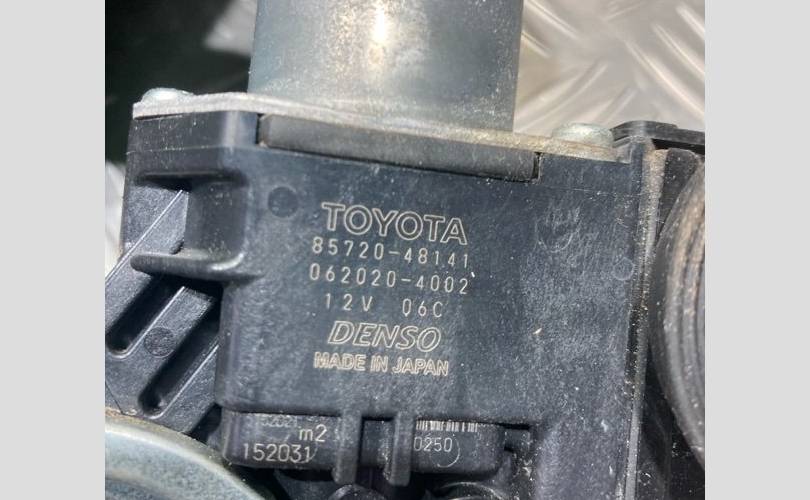 TOYOTA
85720-48141
062020-4002
12V 06C
DENSO
MADE IN JAPAN
m2
152031
0250